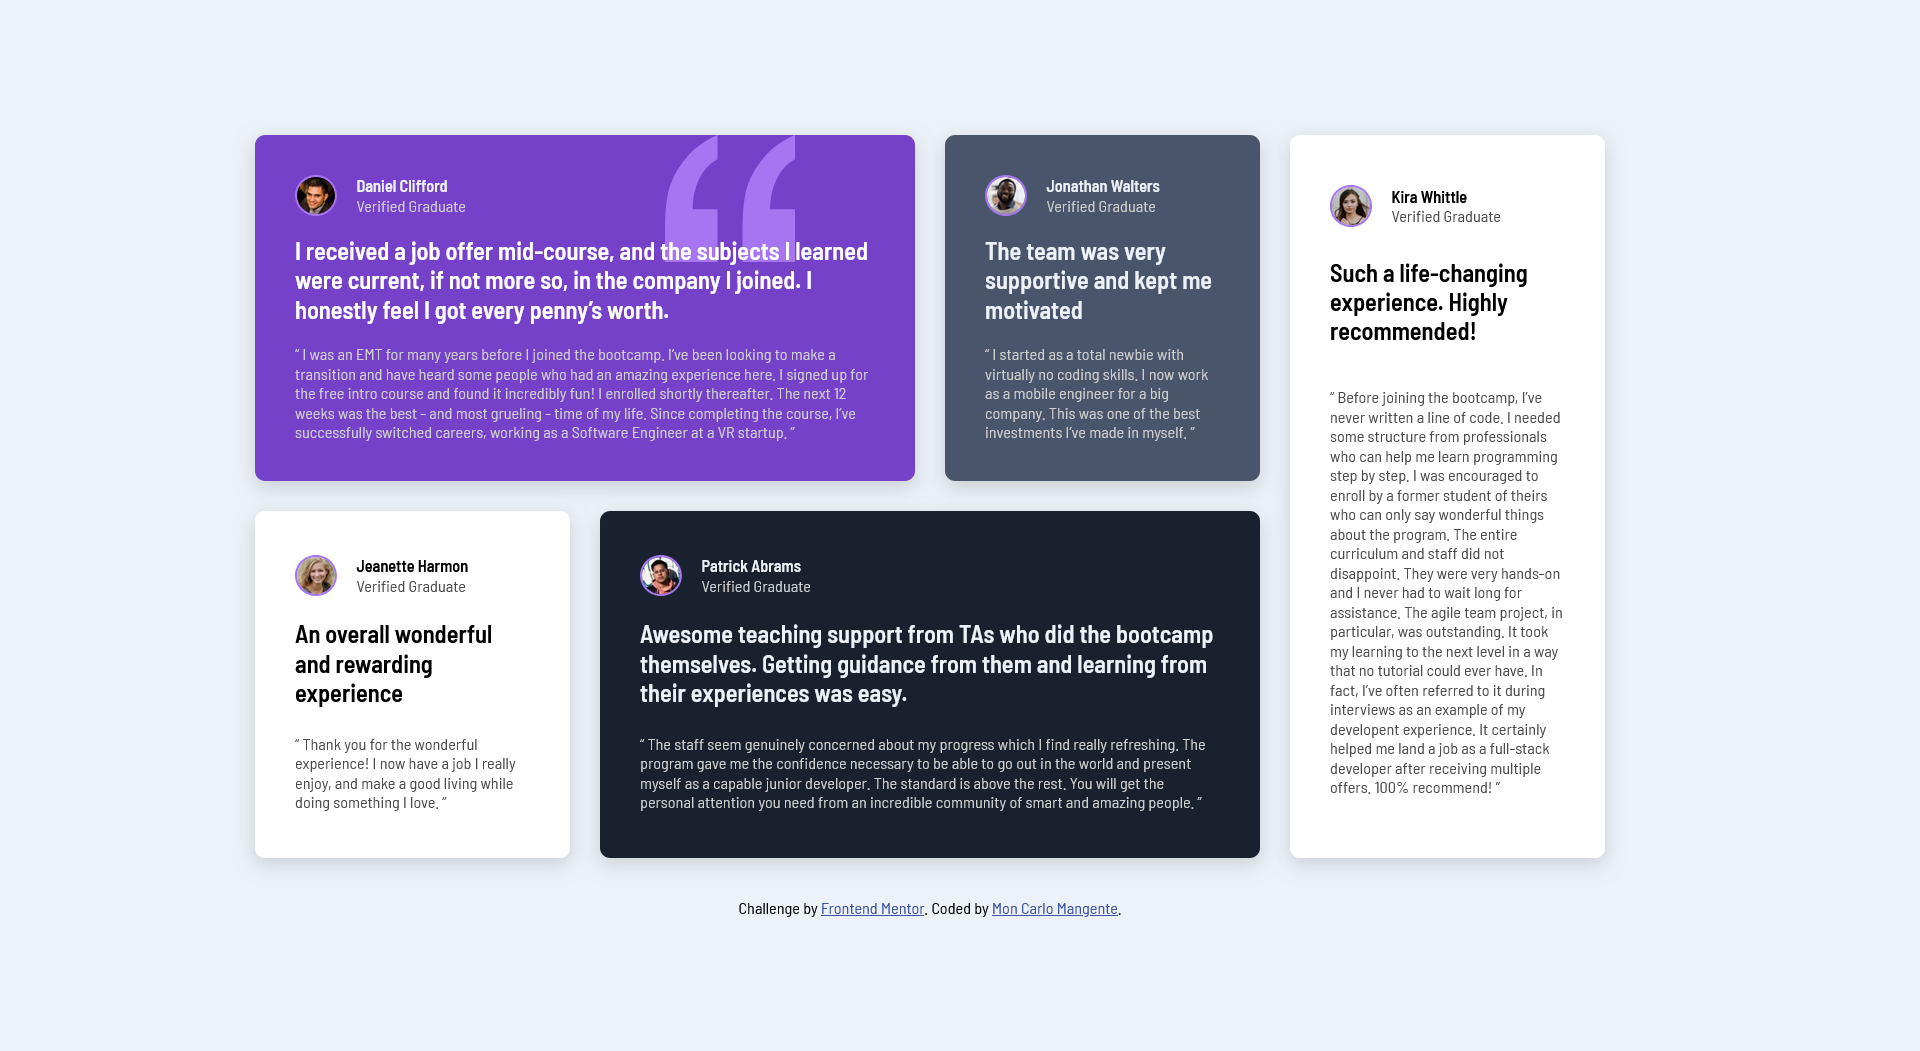 Daniel Clifford
Verified Graduate
I received a job offer mid-course, and the subjects I learned
were current, if not more so, in the company I joined. I
honestly feel I got every penny’s worth.
“ I was an EMT for many years before I joined the bootcamp. I’ve been looking to make a
transition and have heard some people who had an amazing experience here. I signed up for
the free intro course and found it incredibly fun! I enrolled shortly thereafter. The next 12
weeks was the best - and most grueling - time of my life. Since completing the course, I’ve
successfully switched careers, working as a Software Engineer at a VR startup. ”
Jonathan Walters
Verified Graduate
The team was very
supportive and kept me
motivated
“ I started as a total newbie with
virtually no coding skills. I now work
as a mobile engineer for a big
company. This was one of the best
investments I’ve made in myself. ”
Kira Whittle
Verified Graduate
Such a life-changing
experience. Highly
recommended!
“ Before joining the bootcamp, I’ve
never written a line of code. I needed
some structure from professionals
who can help me learn programming
step by step. I was encouraged to
enroll by a former student of theirs
who can only say wonderful things
about the program. The entire
curriculum and staff did not
disappoint. They were very hands-on
and I never had to wait long for
assistance. The agile team project, in
particular, was outstanding. It took
my learning to the next level in a way
that no tutorial could ever have. In
fact, I’ve often referred to it during
interviews as an example of my
developent experience. It certainly
helped me land a job as a full-stack
developer after receiving multiple
offers. 100% recommend! ”
Jeanette Harmon
Verified Graduate
An overall wonderful
and rewarding
experience
“ Thank you for the wonderful
experience! I now have a job I really
enjoy, and make a good living while
doing something I love. ”
Patrick Abrams
Verified Graduate
Awesome teaching support from TAs who did the bootcamp
themselves. Getting guidance from them and learning from
their experiences was easy.
“ The staff seem genuinely concerned about my progress which I find really refreshing. The
program gave me the confidence necessary to be able to go out in the world and present
myself as a capable junior developer. The standard is above the rest. You will get the
personal attention you need from an incredible community of smart and amazing people. ”
Challenge by Frontend Mentor. Coded by Mon Carlo Mangente.